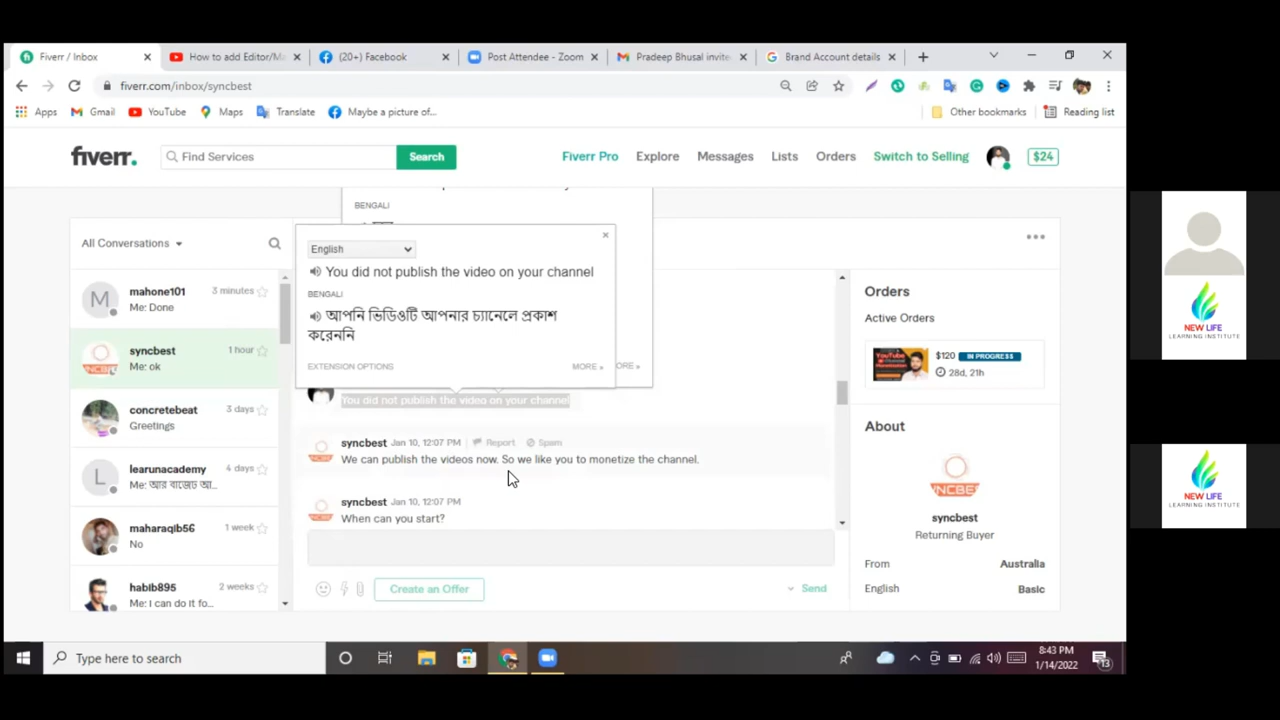 Fiverr / Inbox
How to add Editor/Ma
(20+) Facebook
Post Attendee - Zoom
Pradeep Bhusal invite
Brand Account details
fiverr.com/inbox/syncbest
Apps
Gmail
YouTube
Maps
Translate
Maybe a picture of...
Other bookmarks
Reading list
fiverr.
Find Services
Search
Fiverr Pro
Explore
Messages
Lists
Orders
Switch to Selling
$24
BENGALI
All Conversations
English
You did not publish the video on your channel
BENGALI
আপনি ভিডিওটি আপনার চ্যানেলে প্রকাশ
করেননি
EXTENSION OPTIONS
MORE »
ORE »
M
mahone101
3 minutes
Me: Done
syncbest
1 hour
Me: ok
concretebeat
3 days
Greetings
L
learunacademy
4 days
Me: আর বাজেট আ...
maharaqlb56
1 week
No
habib895
2 weeks
Me: I can do it fo...
You did not publish the video on your channel
syncbest Jan 10, 12:07 PM
Report
Spam
We can publish the videos now. So we like you to monetize the channel.
syncbest Jan 10, 12:07 PM
When can you start?
Create an Offer
Send
Orders
Active Orders
YouTube
$120
IN PROGRESS
28d, 21h
About
YNCBES
syncbest
Returning Buyer
From
Australia
English
Basic
Type here to search
8:43 PM
1/14/2022
13
NEW LIFE
LEARNING INSTITUTE
NEW LIFE
LEARNING INSTITUTE